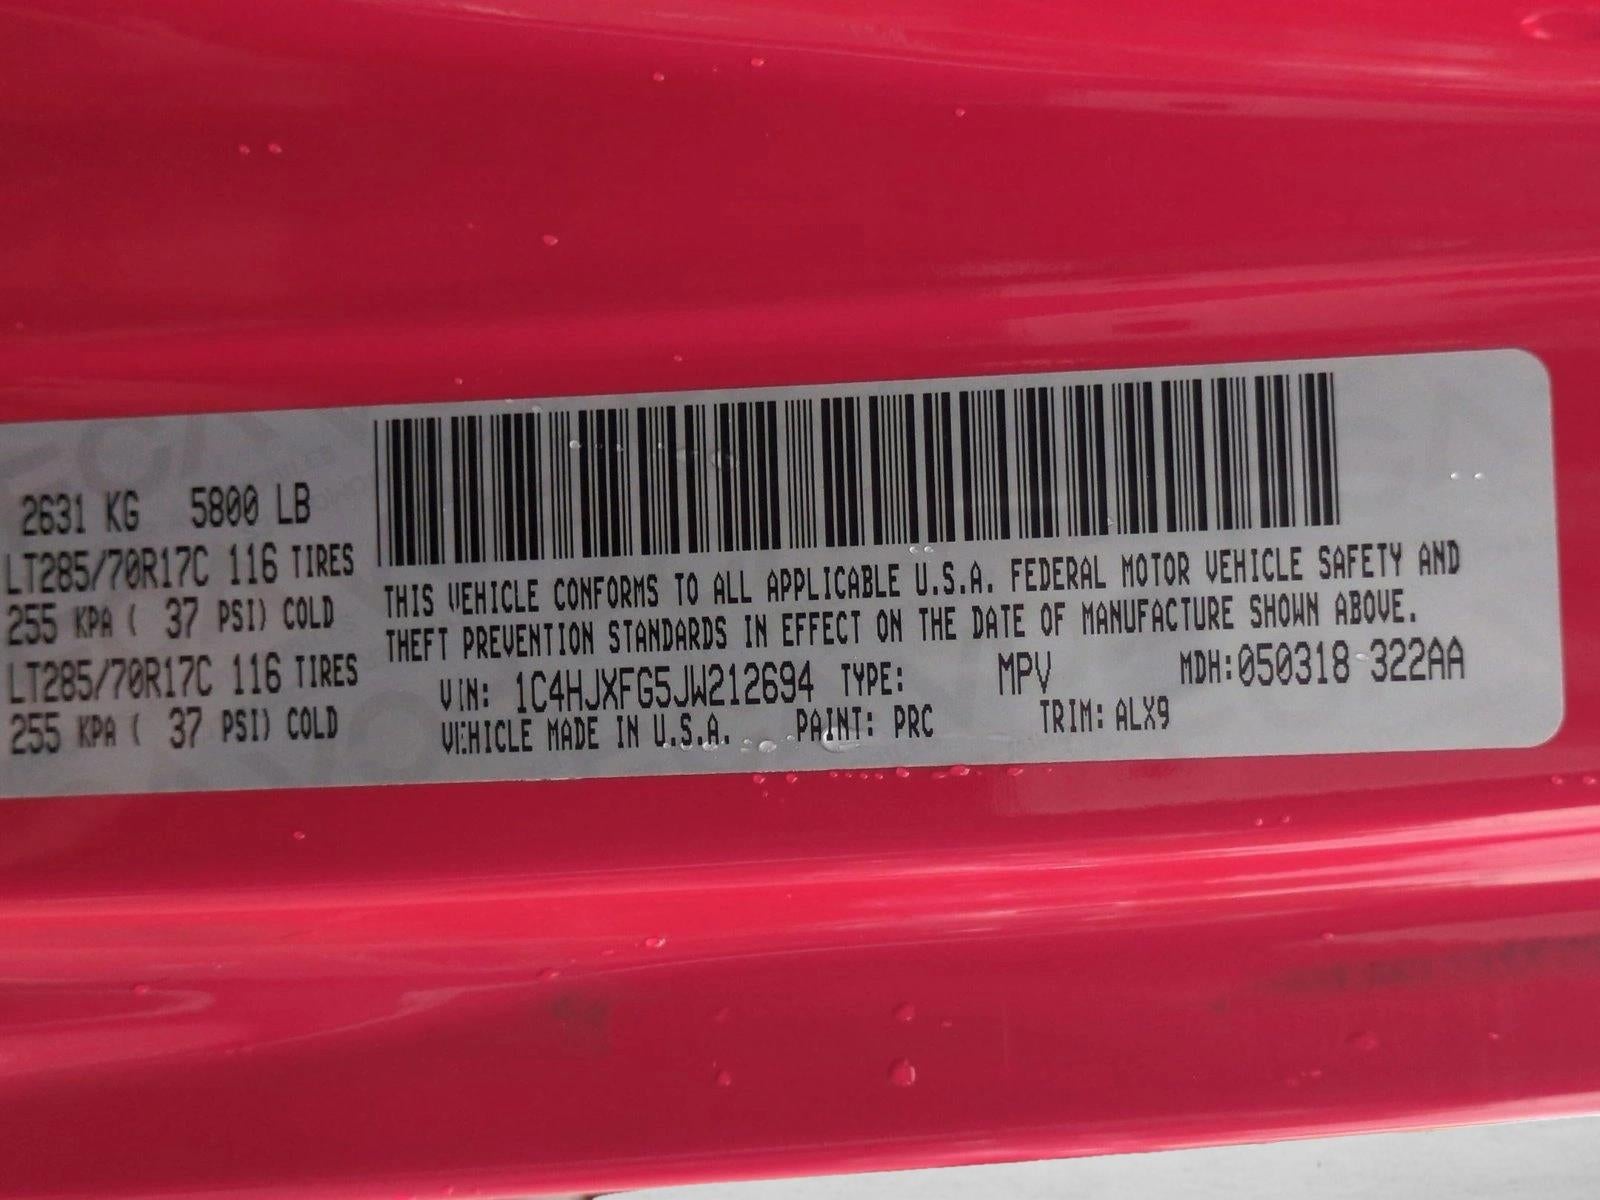 2631 KG 5800 LB
LT285/70R17C 116 TIRES
255 KPA ( 37 PSI) COLD
LT285/70R17C 116 TIRES
255 KPA ( 37 PSI) COLD
THIS VEHICLE CONFORMS TO ALL APPLICABLE U.S.A. FEDERAL MOTOR VEHICLE SAFETY AND
THEFT PREVENTION STANDARDS IN EFFECT ON THE DATE OF MANUFACTURE SHOWN ABOVE.
VIN: 1C4HJXFG5JW212694 TYPE: MPV MDH:050318 322AA
VEHICLE MADE IN U.S.A. PAINT: PRC TRIM: ALX9